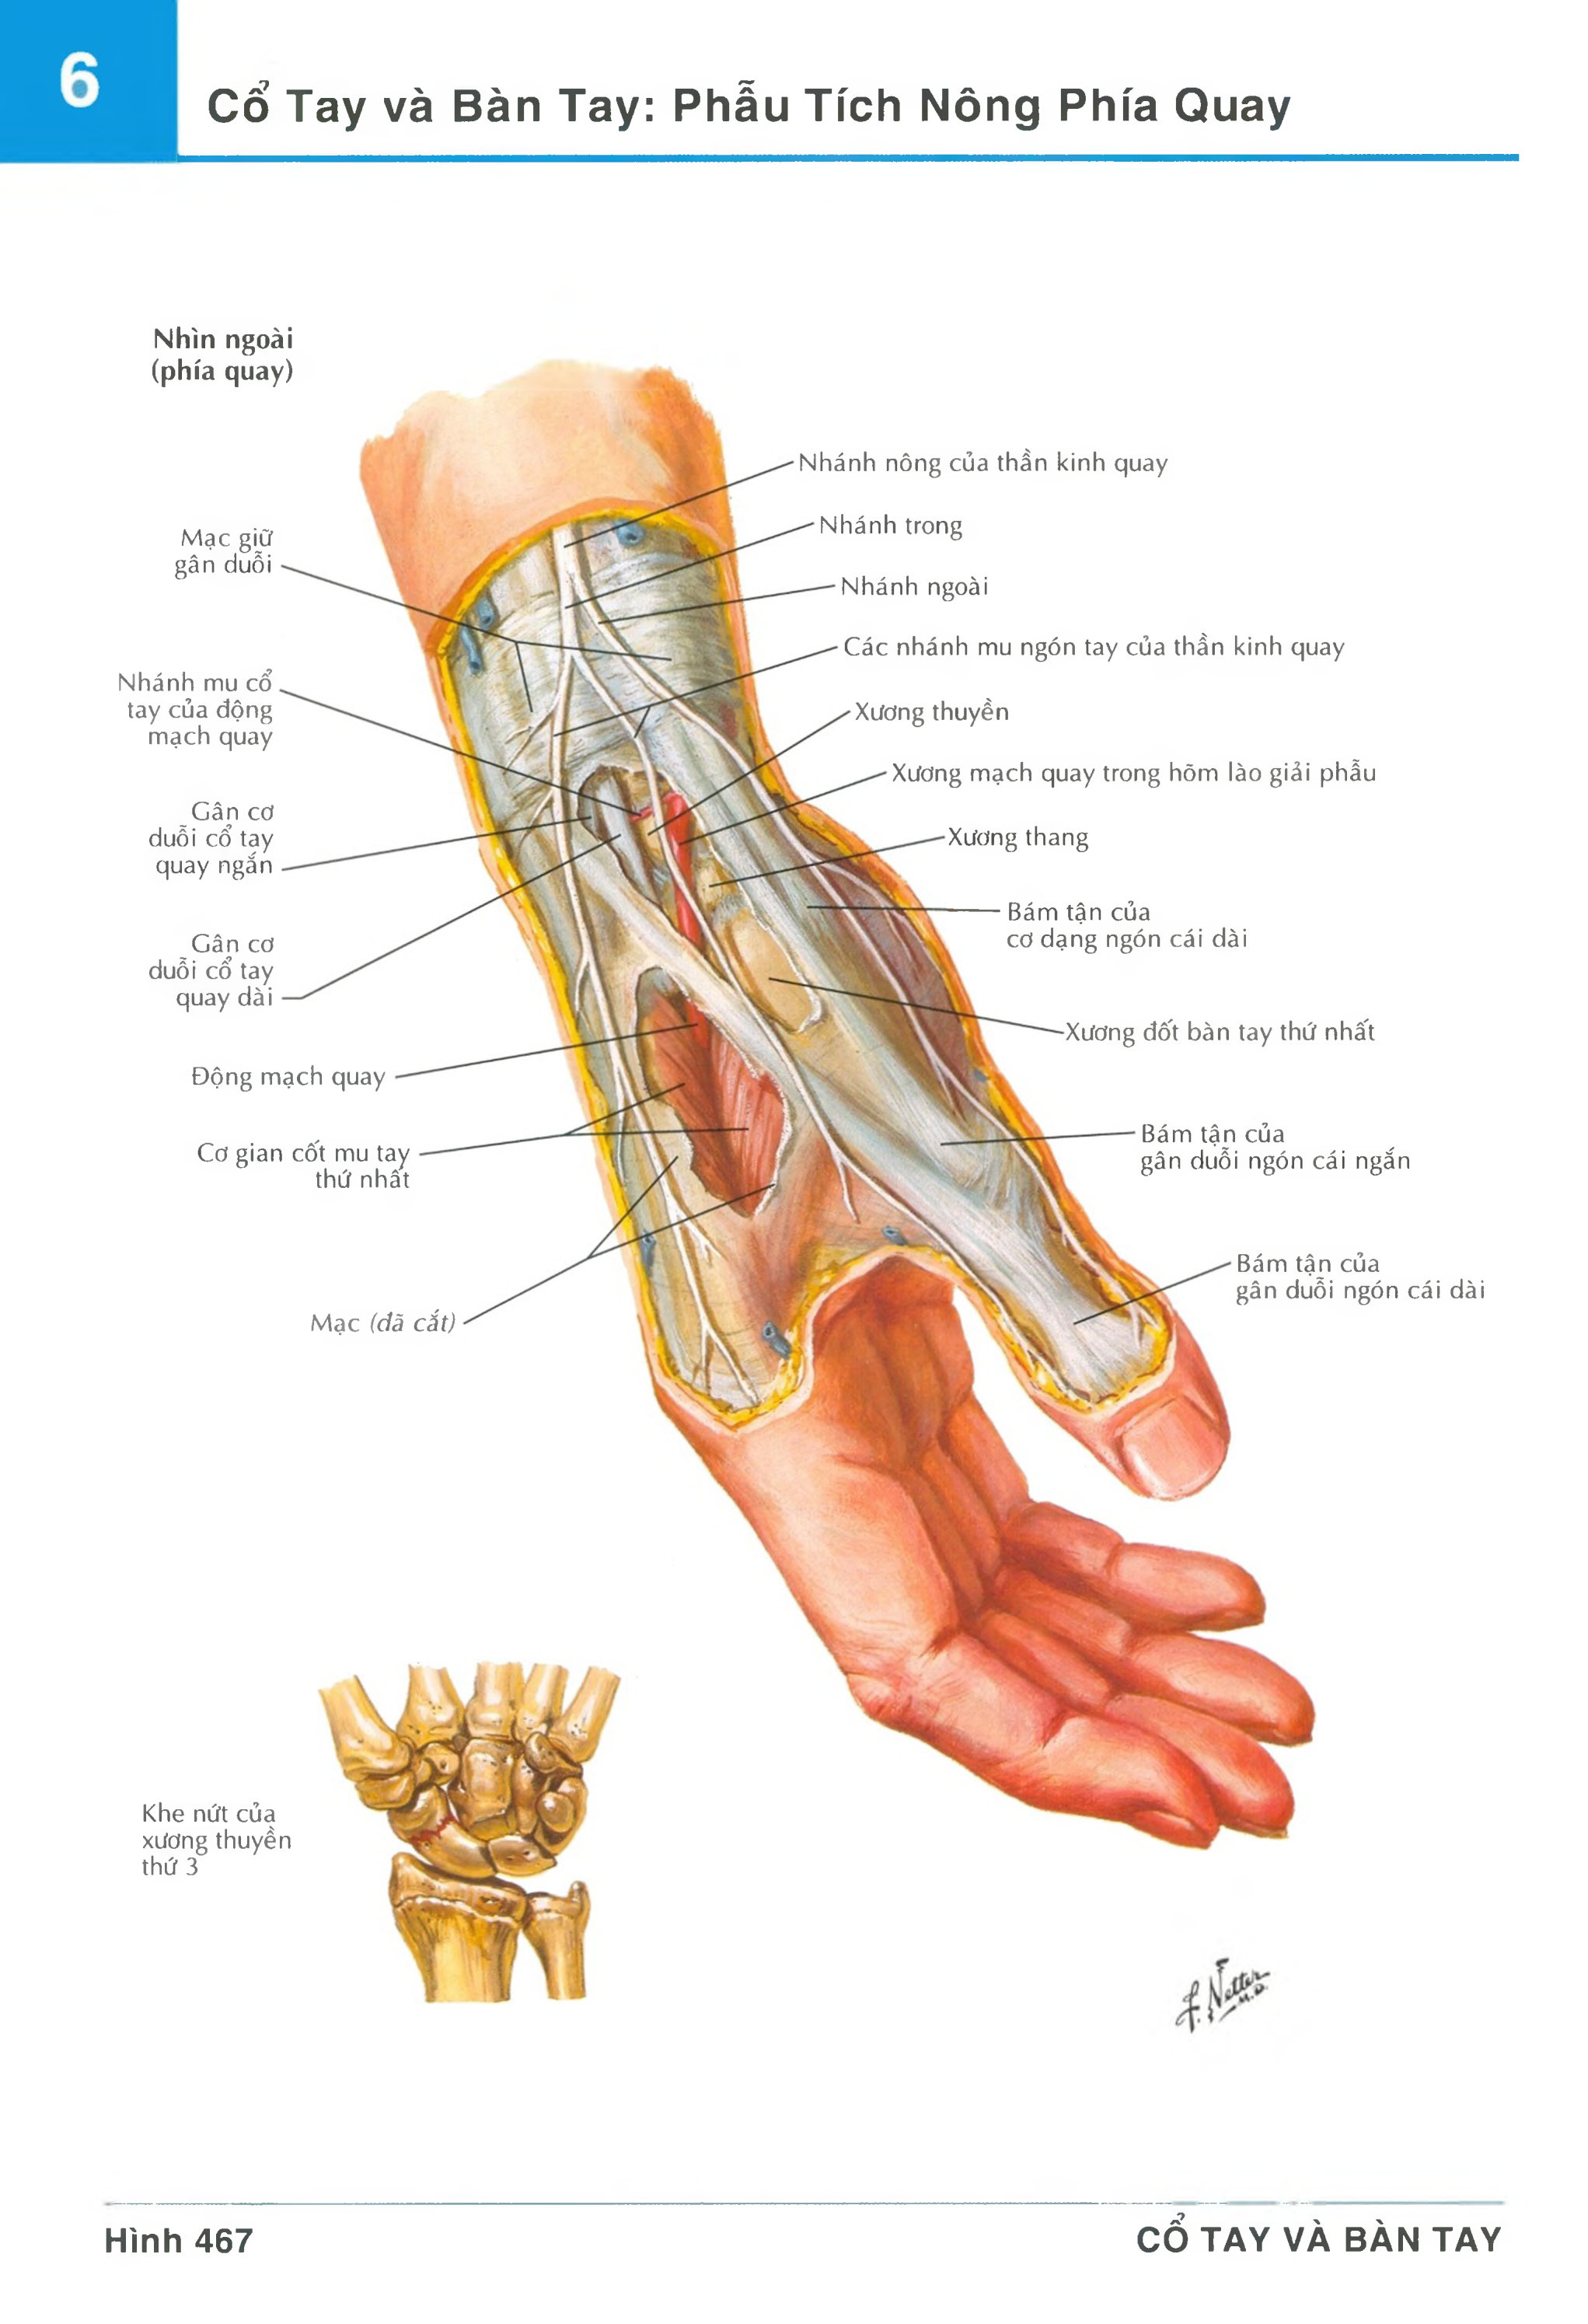 6
Cổ Tay và Bàn Tay: Phẫu Tích Nông Phía Quay
Nhìn ngoài
(phía quay)
Nhánh nông của thần kinh quay
Nhánh trong
Nhánh ngoài
Các nhánh mu ngón tay của thần kinh quay
Xương thuyền
Xương mạch quay trong hõm lào giải phẫu
Xương thang
Bám tận của
cơ dạng ngón cái dài
Xương đốt bàn tay thứ nhất
Bám tận của
gân duỗi ngón cái ngắn
Bám tận của
gân duỗi ngón cái dài
Mạc giữ
gân duỗi
Nhánh mu cổ
tay của động
mạch quay
Gân cơ
duỗi cổ tay
quay ngắn
Gân cơ
duỗi cổ tay
quay dài
Động mạch quay
Cơ gian cốt mu tay
thứ nhất
Mạc (đã cắt)
Khe nứt của
xương thuyền
thứ 3
F. Netter
M.D.
Hình 467
CỔ TAY VÀ BÀN TAY